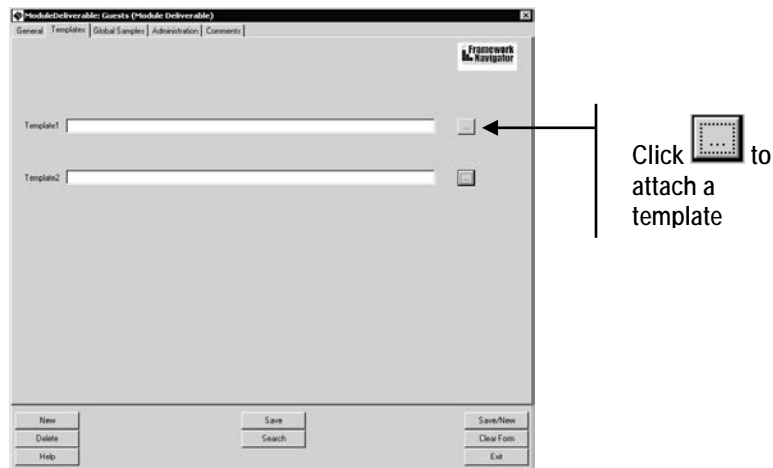 ModuleDeliverable: Guests (Module Deliverable)
General Templates Global Samples Administration Comments
Framework
Navigator
Template1 ...
Template2 ...
Click ... to
attach a
template
New Save Save/New
Delete Search Clear Form
Help Exit